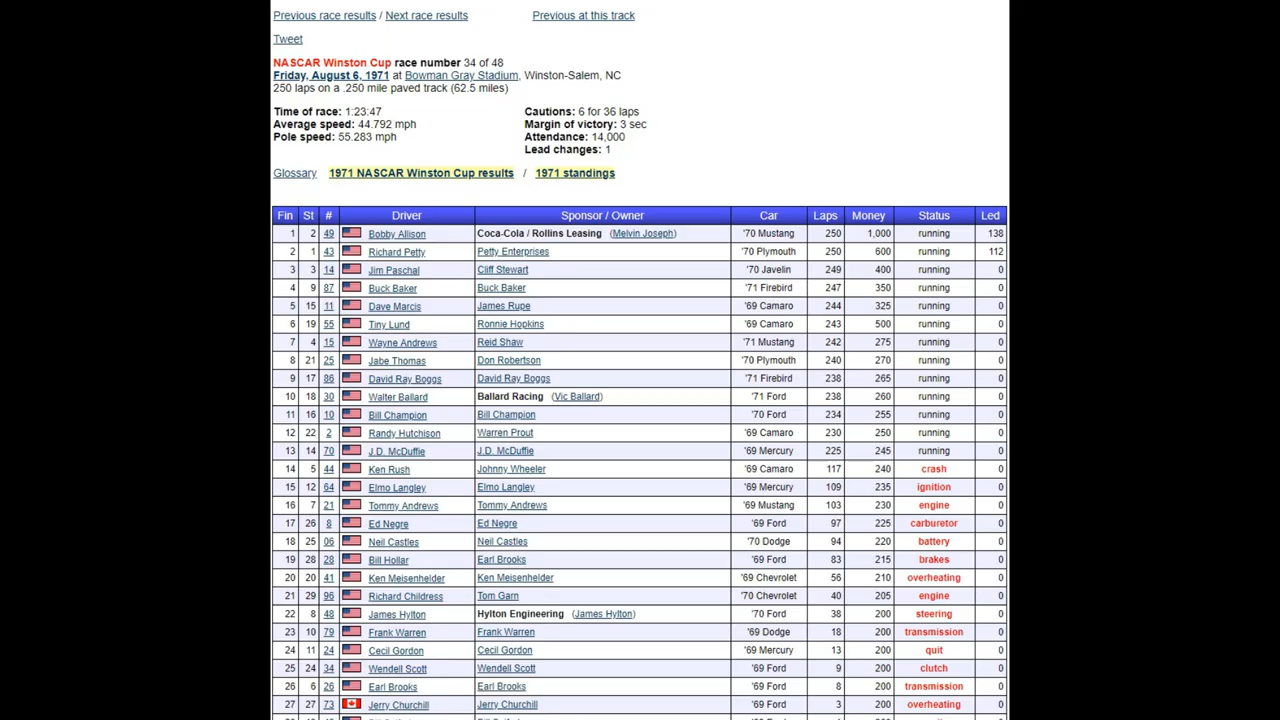 Previous race results / Next race results Previous at this track
Tweet
NASCAR Winston Cup race number 34 of 48
Friday, August 6, 1971 at Bowman Gray Stadium, Winston-Salem, NC
250 laps on a .250 mile paved track (62.5 miles)
Time of race: 1:23:47 Cautions: 6 for 36 laps
Average speed: 44.792 mph Margin of victory: 3 sec
Pole speed: 55.283 mph Attendance: 14,000
Lead changes: 1
Glossary 1971 NASCAR Winston Cup results / 1971 standings
Fin St # Driver Sponsor / Owner Car Laps Money Status Led
1 2 49 Bobby Allison Coca-Cola / Rollins Leasing (Melvin Joseph) '70 Mustang 250 1,000 running 138
2 1 43 Richard Petty Petty Enterprises '70 Plymouth 250 600 running 112
3 3 14 Jim Paschal Cliff Stewart '70 Javelin 249 400 running 0
4 9 87 Buck Baker Buck Baker '71 Firebird 247 350 running 0
5 15 11 Dave Marcis James Rupe '69 Camaro 244 325 running 0
6 19 55 Tiny Lund Ronnie Hopkins '69 Camaro 243 500 running 0
7 4 15 Wayne Andrews Reid Shaw '71 Mustang 242 275 running 0
8 21 25 Jabe Thomas Don Robertson '70 Plymouth 240 270 running 0
9 17 86 David Ray Boggs David Ray Boggs '71 Firebird 238 265 running 0
10 18 30 Walter Ballard Ballard Racing (Vic Ballard) '71 Ford 238 260 running 0
11 16 10 Bill Champion Bill Champion '70 Ford 234 255 running 0
12 22 2 Randy Hutchison Warren Prout '69 Camaro 230 250 running 0
13 14 70 J.D. McDuffie J.D. McDuffie '69 Mercury 225 245 running 0
14 5 44 Ken Rush Johnny Wheeler '69 Camaro 117 240 crash 0
15 12 64 Elmo Langley Elmo Langley '69 Mercury 109 235 ignition 0
16 7 21 Tommy Andrews Tommy Andrews '69 Mustang 103 230 engine 0
17 26 8 Ed Negre Ed Negre '69 Ford 97 225 carburetor 0
18 25 06 Neil Castles Neil Castles '70 Dodge 94 220 battery 0
19 28 28 Bill Hollar Earl Brooks '69 Ford 83 215 brakes 0
20 20 41 Ken Meisenhelder Ken Meisenhelder '69 Chevrolet 56 210 overheating 0
21 29 96 Richard Childress Tom Garn '70 Chevrolet 40 205 engine 0
22 8 48 James Hylton Hylton Engineering (James Hylton) '70 Ford 38 200 steering 0
23 10 79 Frank Warren Frank Warren '69 Dodge 18 200 transmission 0
24 11 24 Cecil Gordon Cecil Gordon '69 Mercury 13 200 quit 0
25 24 34 Wendell Scott Wendell Scott '69 Ford 9 200 clutch 0
26 6 26 Earl Brooks Earl Brooks '69 Ford 8 200 transmission 0
27 27 73 Jerry Churchill Jerry Churchill '69 Ford 3 200 overheating 0